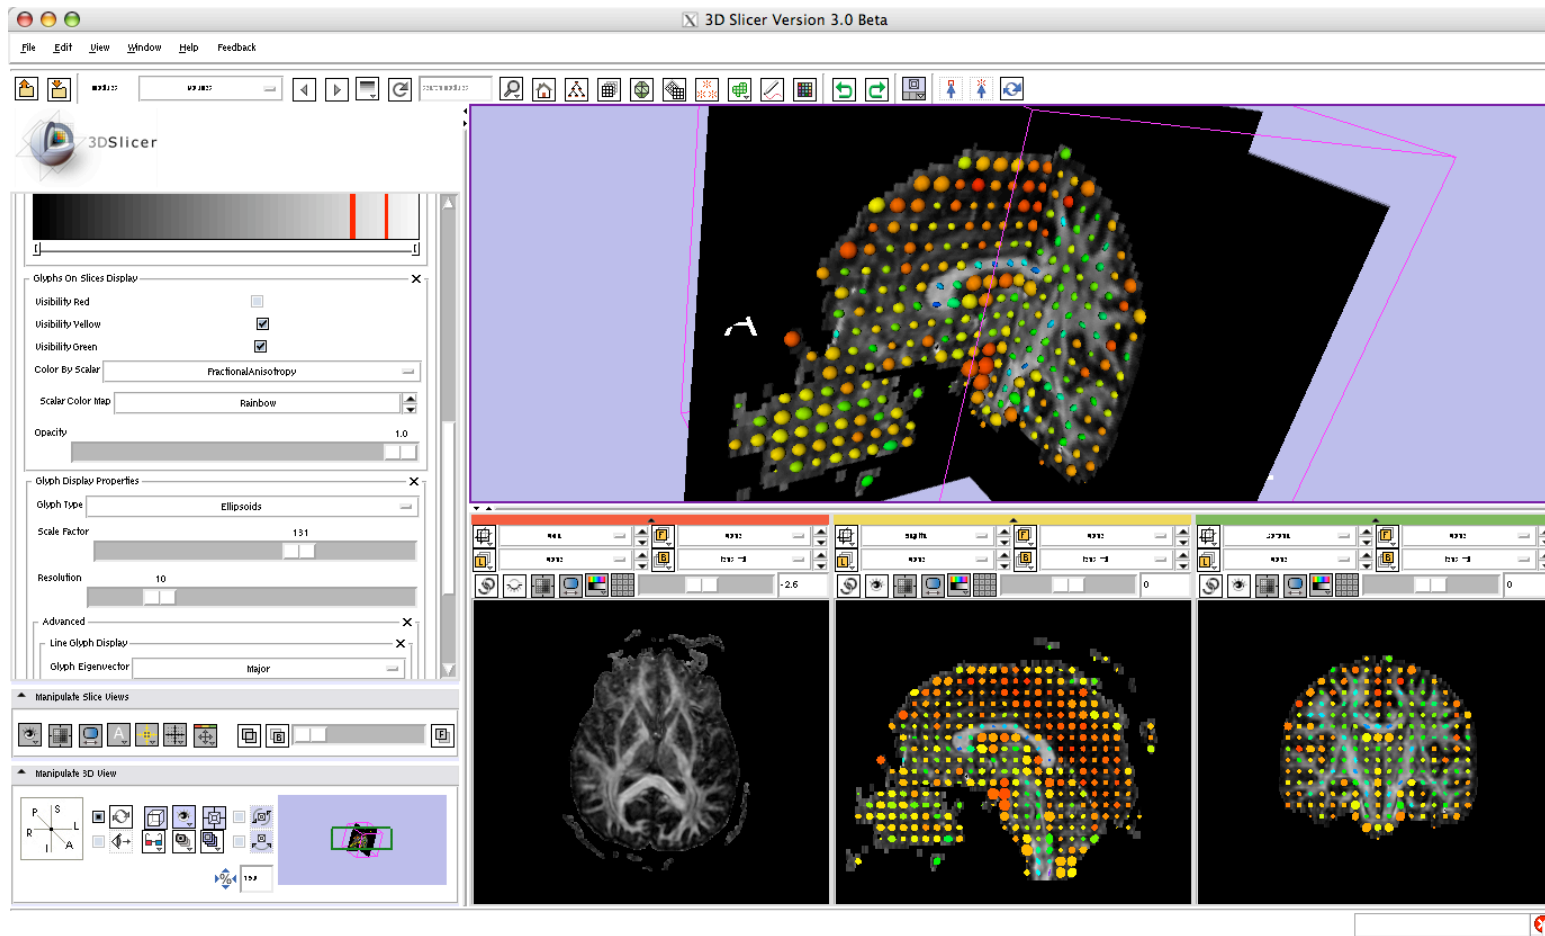 3D Slicer Version 3.0 Beta
File Edit View Window Help Feedback
3DSlicer
Glyphs On Slices Display
Visibility Red
Visibility Yellow
Visibility Green
Color By Scalar FractionalAnisotropy
Scalar Color Map Rainbow
Opacity 1.0
Glyph Display Properties
Glyph Type Ellipsoids
Scale Factor 131
Resolution 10
Advanced
Line Glyph Display
Glyph Eigenvector Major
Manipulate Slice Views
A
B F
Manipulate 3D View
P S
R L
I A
%
A
F F F
L B L B L B
-2.6 0 0